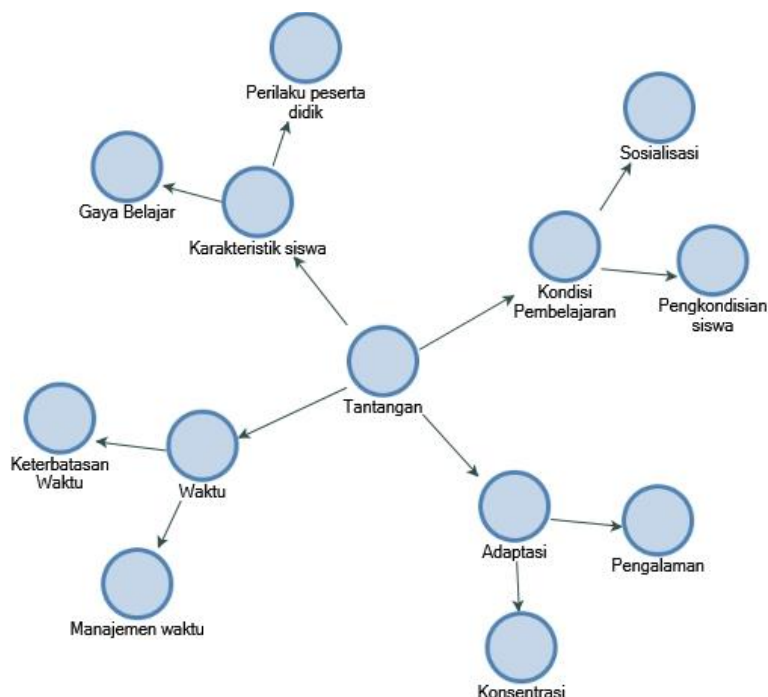 Perilaku peserta
didik
Sosialisasi
Gaya Belajar
Karakteristik siswa
Kondisi
Pembelajaran
Pengkondisian
siswa
Tantangan
Keterbatasan
Waktu
Waktu
Adaptasi
Pengalaman
Manajemen waktu
Konsentrasi